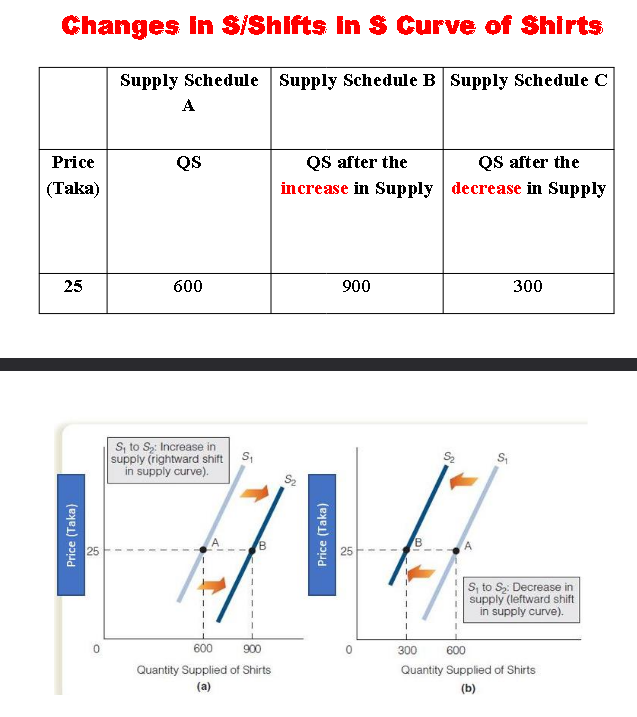 Changes in S/Shifts in S Curve of Shirts
Supply Schedule
A
Supply Schedule B
Supply Schedule C
Price
(Taka)
QS
QS after the
increase in Supply
QS after the
decrease in Supply
25
600
900
300
S₁ to S₂: Increase in
supply (rightward shift
in supply curve).
S₁
S₂
Price (Taka)
25
A
B
0
600
900
Quantity Supplied of Shirts
(a)
S₂
S₁
Price (Taka)
25
B
A
S₁ to S₂: Decrease in
supply (leftward shift
in supply curve).
0
300
600
Quantity Supplied of Shirts
(b)